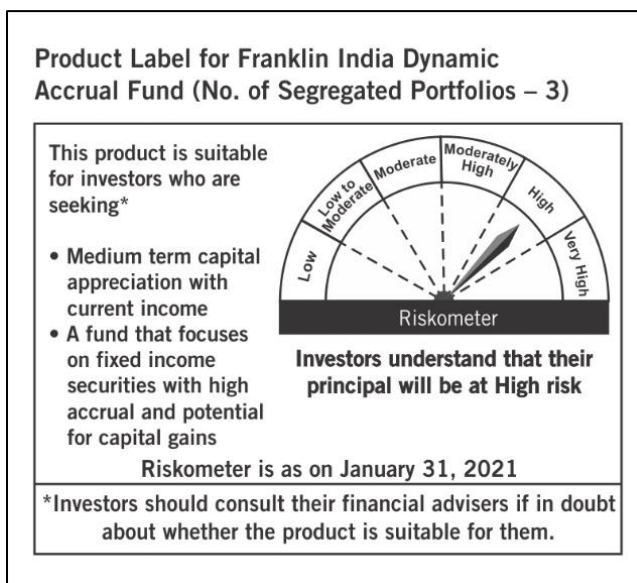 Product Label for Franklin India Dynamic
Accrual Fund (No. of Segregated Portfolios – 3)
This product is suitable
for investors who are
seeking*
• Medium term capital
appreciation with
current income
• A fund that focuses
on fixed income
securities with high
accrual and potential
for capital gains
Low
Low to
Moderate
Moderate
Moderately
High
High
Very High
Riskometer
Investors understand that their
principal will be at High risk
Riskometer is as on January 31, 2021
*Investors should consult their financial advisers if in doubt
about whether the product is suitable for them.